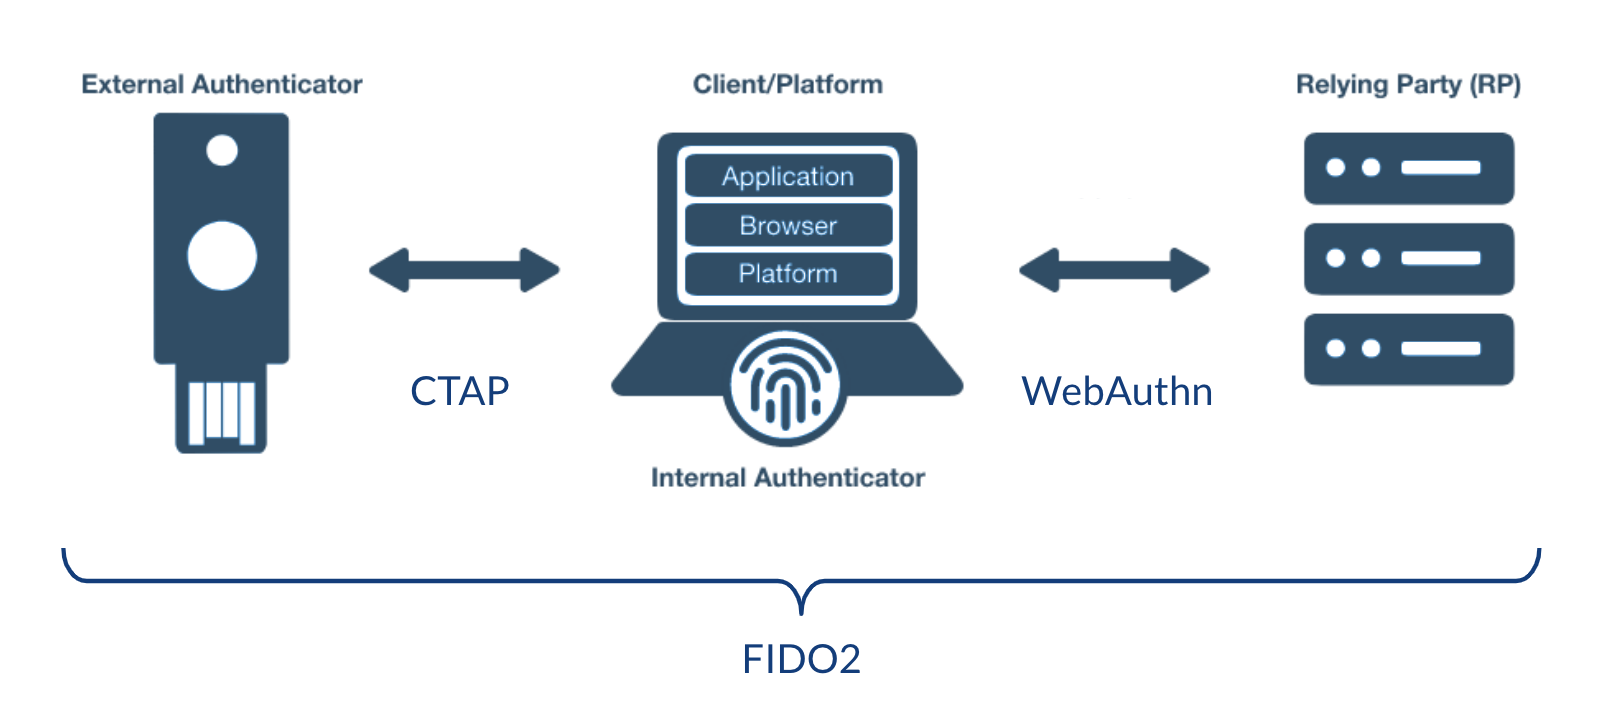 External Authenticator
Client/Platform
Relying Party (RP)
Application
Browser
Platform
CTAP
WebAuthn
Internal Authenticator
FIDO2